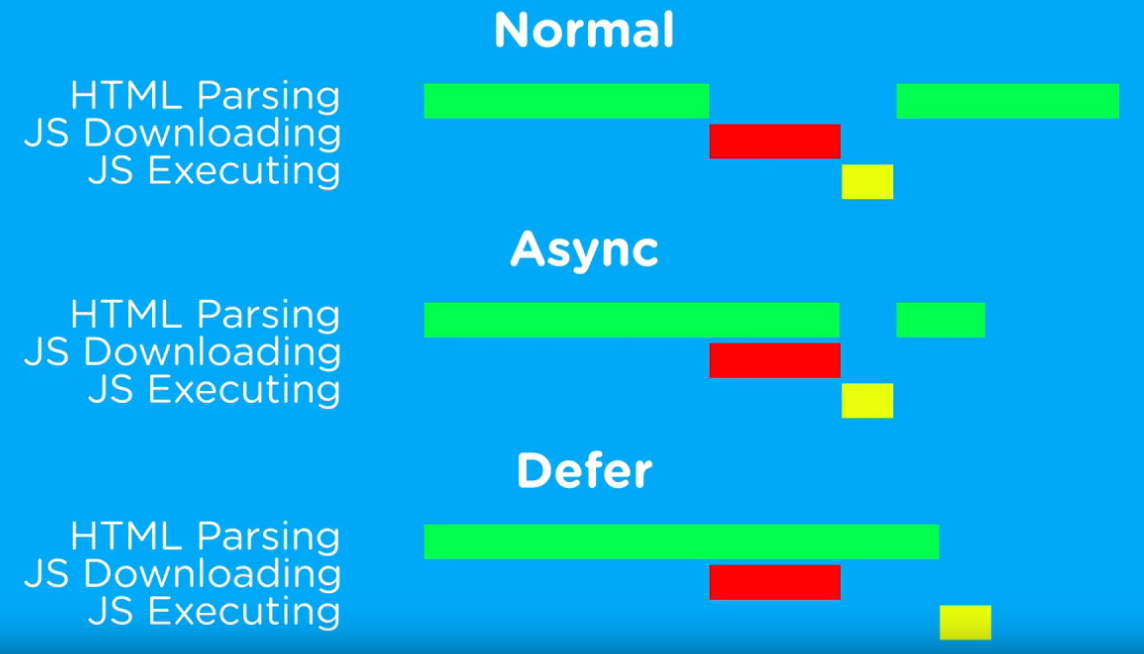 Normal
HTML Parsing
JS Downloading
JS Executing
Async
HTML Parsing
JS Downloading
JS Executing
Defer
HTML Parsing
JS Downloading
JS Executing